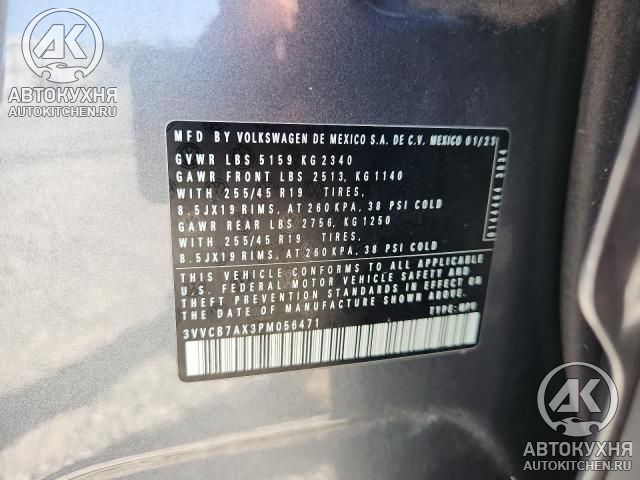 AK
АВТОКУХНЯ
AUTOKITCHEN.RU
MFD BY VOLKSWAGEN DE MEXICO S.A. DE C.V. MEXICO 01/23
GVWR LBS 5159 KG 2340
GAWR FRONT LBS 2513, KG 1140
WITH 255/45 R19 TIRES,
8.5JX19 RIMS, AT 260 KPA, 38 PSI COLD
GAWR REAR LBS 2756, KG 1250
WITH 255/45 R19 TIRES,
8.5JX19 RIMS, AT 260 KPA, 38 PSI COLD
THIS VEHICLE CONFORMS TO ALL APPLICABLE
U.S. FEDERAL MOTOR VEHICLE SAFETY AND
THEFT PREVENTION STANDARDS IN EFFECT ON
THE DATE OF MANUFACTURE SHOWN ABOVE
TYPE:
3VVCB7AX3PM056471
AK
АВТОКУХНЯ
AUTOKITCHEN.RU